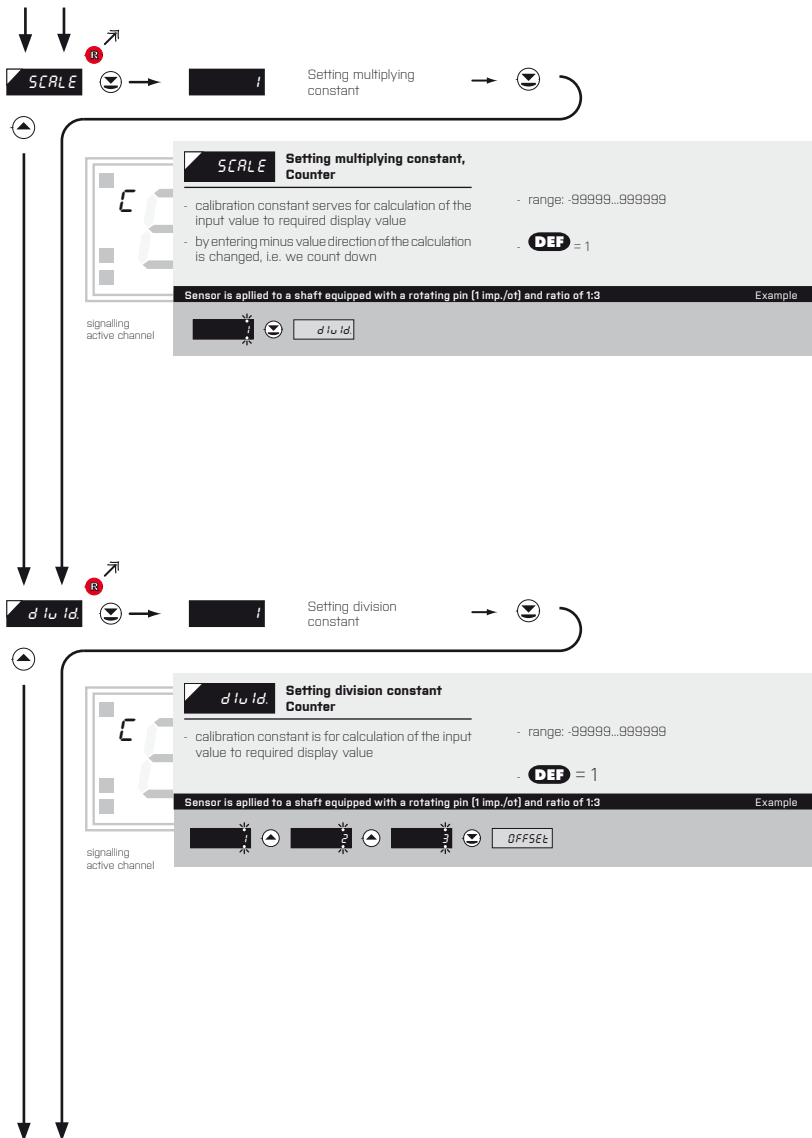 R
SCALE
1
Setting multiplying
constant
SCALE
Setting multiplying constant,
Counter
C
- calibration constant serves for calculation of the
input value to required display value
- by entering minus value direction of the calculation
is changed, i.e. we count down
- range: -99999...999999
- DEF = 1
Sensor is apllied to a shaft equipped with a rotating pin (1 imp./ot) and ratio of 1:3
Example
signalling
active channel
1
dIvId.
R
dIvId.
1
Setting division
constant
dIvId.
Setting division constant
Counter
C
- calibration constant is for calculation of the input
value to required display value
- range: -99999...999999
- DEF = 1
Sensor is apllied to a shaft equipped with a rotating pin (1 imp./ot) and ratio of 1:3
Example
signalling
active channel
1 2 3 OFFSEt